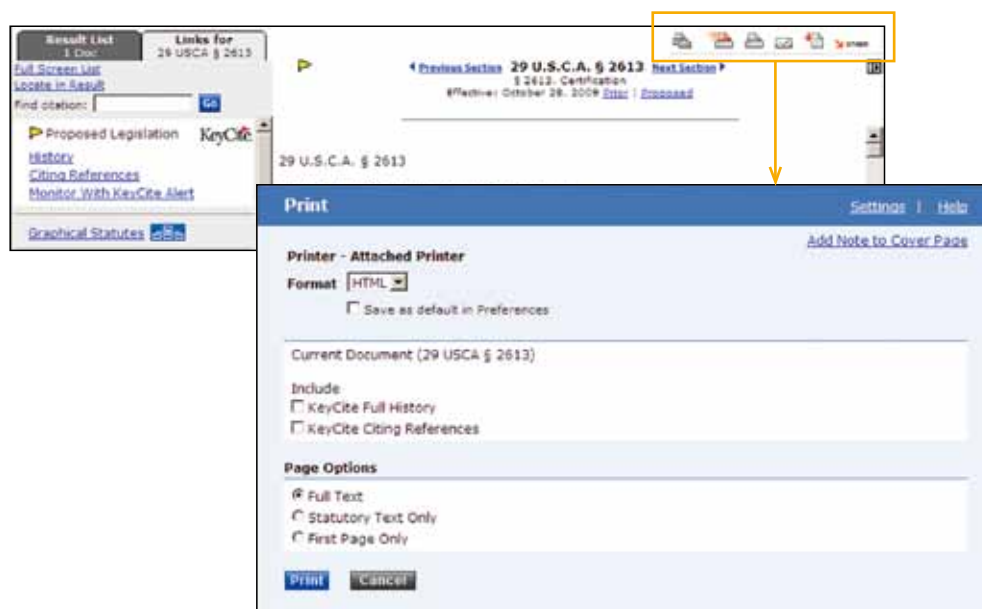 Result List
1 Doc
Links for
29 USCA § 2613
Full Screen List
Locate in Result
Find citation:
Go
Proposed Legislation
KeyCite
History
Citing References
Monitor With KeyCite Alert
Graphical Statutes
Previous Section 29 U.S.C.A. § 2613 Next Section
§ 2613. Certification
Effective: October 28, 2009 Prior | Proposed
29 U.S.C.A. § 2613
Print
Settings | Help
Add Note to Cover Page
Printer - Attached Printer
Format HTML
Save as default in Preferences
Current Document (29 USCA § 2613)
Include
KeyCite Full History
KeyCite Citing References
Page Options
Full Text
Statutory Text Only
First Page Only
Print Cancel